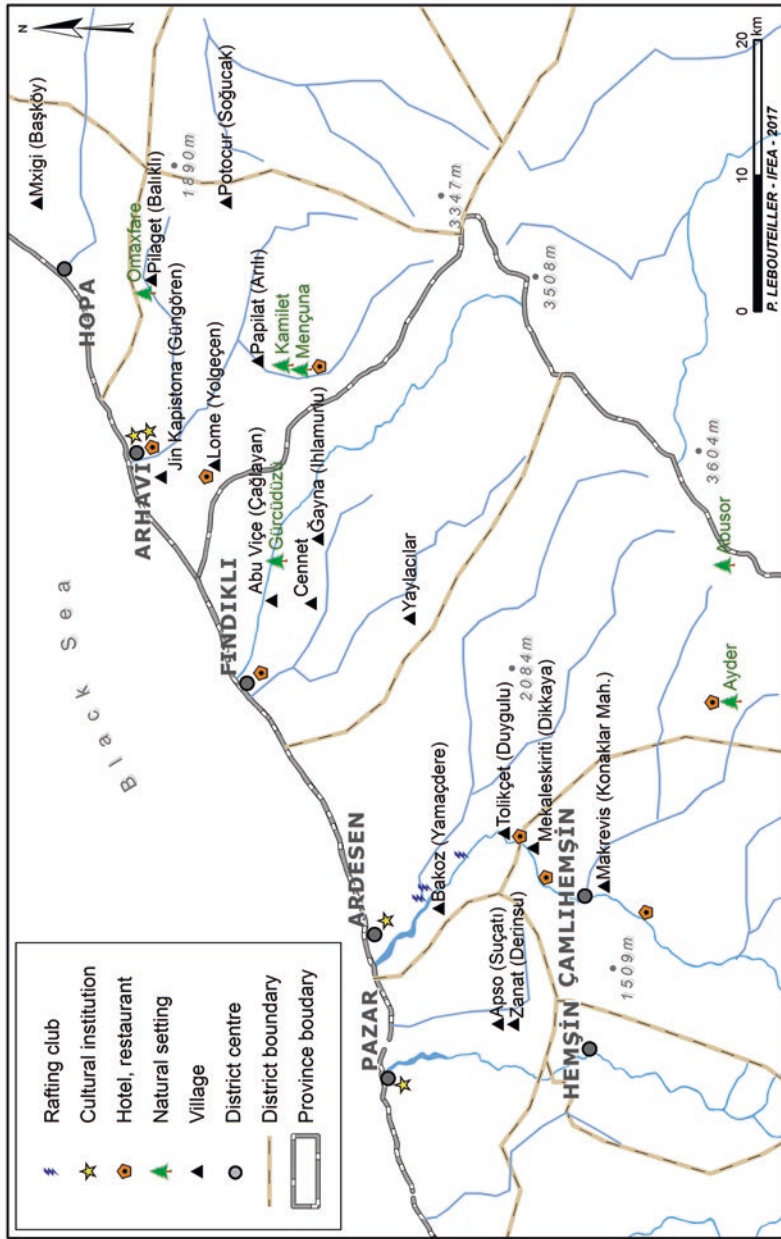 N
Black Sea
Rafting club
Cultural institution
Hotel, restaurant
Natural setting
Village
District centre
District boundary
Province boudary
HOPA
Mxigi (Başköy)
Omaxfare
Pilaget (Balıklı)
1890m
Potocur (Soğucak)
ARHAVİ
Jin Kapistona (Güngören)
Lome (Yolgeçen)
Papilat (Arılı)
Kamilet
Mençuna
3347m
FINDIKLI
Abu Viçe (Çağlayan)
Gürcüdüzü
Cennet
Ğayna (Ihlamurlu)
Yaylacılar
3508m
ARDESEN
PAZAR
Bakoz (Yamaçdere)
Tolikçet (Duygulu)
2084m
Mekaleskiriti (Dikkaya)
Apso (Suçatı)
Zanat (Derinsu)
HEMŞİN
ÇAMLIHEMŞİN
Makrevis (Konaklar Mah.)
1509m
Ayder
Abusor
3604m
0
10
20
km
P. LEBOUTEILLER - IFEA - 2017